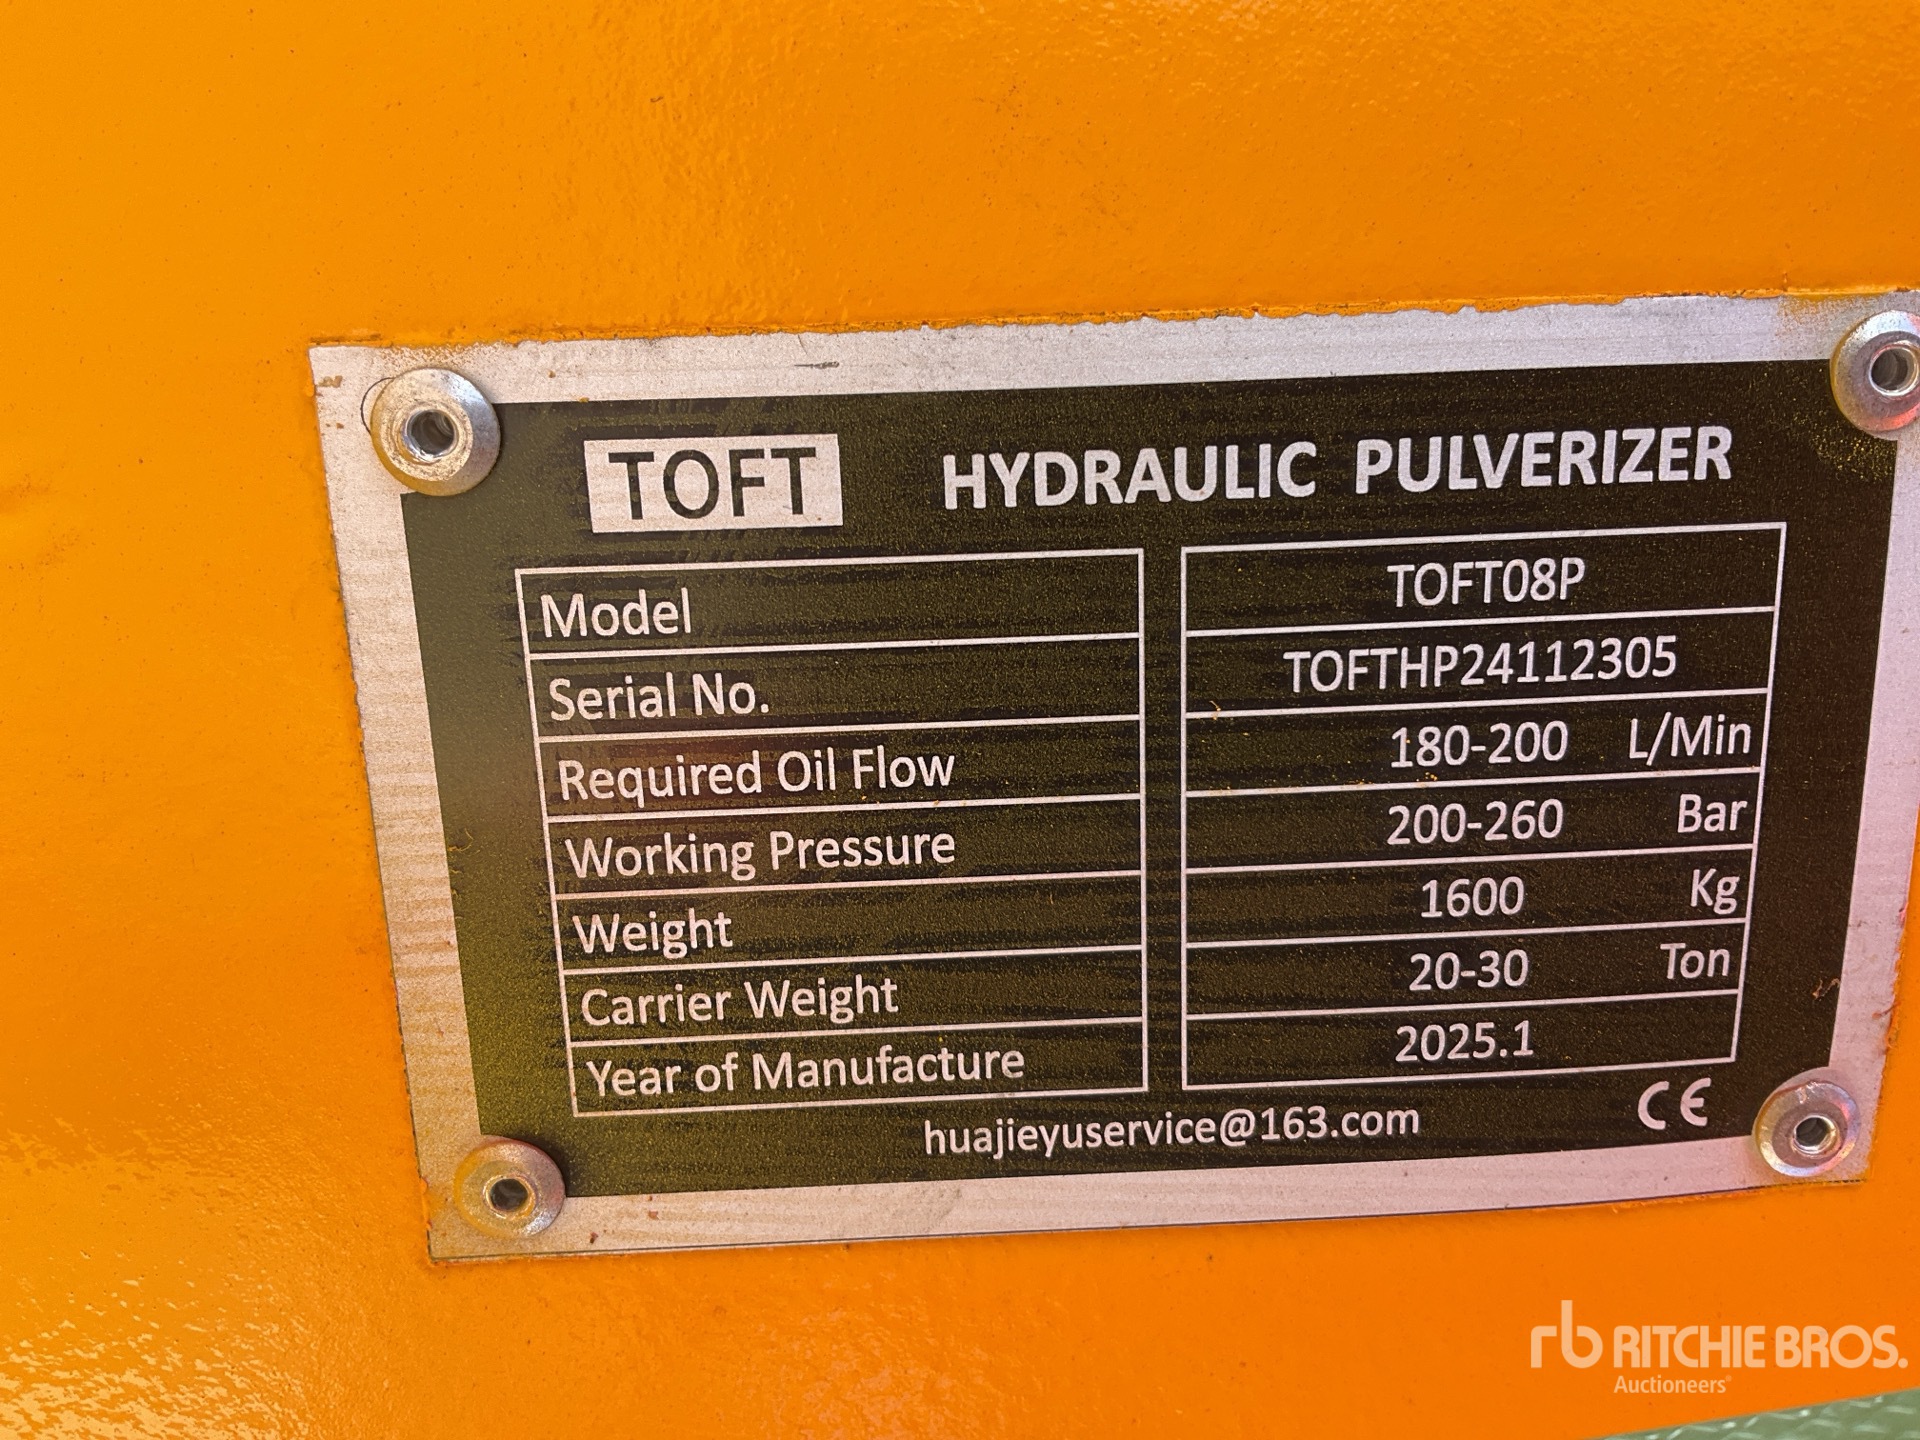 TOFT HYDRAULIC PULVERIZER
Model TOFT08P
Serial No. TOFTHP24112305
Required Oil Flow 180-200 L/Min
Working Pressure 200-260 Bar
Weight 1600 Kg
Carrier Weight 20-30 Ton
Year of Manufacture 2025.1
huajieyuservice@163.com CE
rb RITCHIE BROS.
Auctioneers